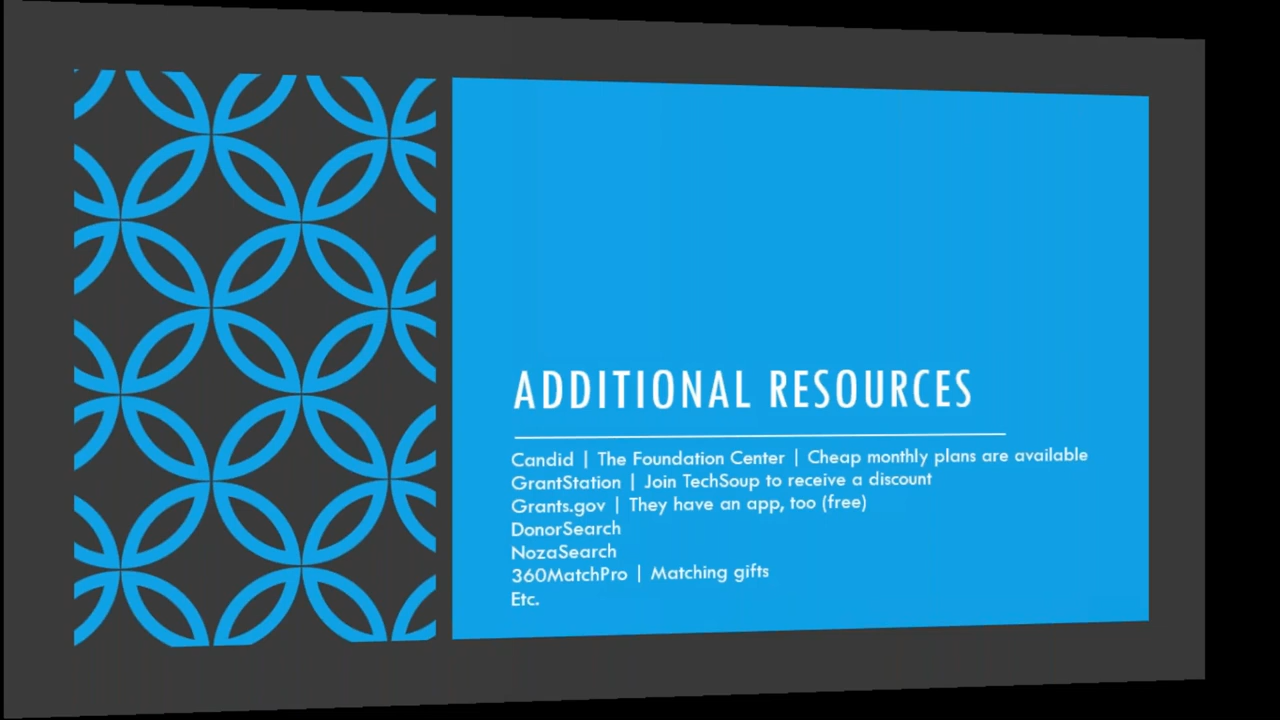 ADDITIONAL RESOURCES
Candid | The Foundation Center | Cheap monthly plans are available
GrantStation | Join TechSoup to receive a discount
Grants.gov | They have an app, too (free)
DonorSearch
NozaSearch
360MatchPro | Matching gifts
Etc.